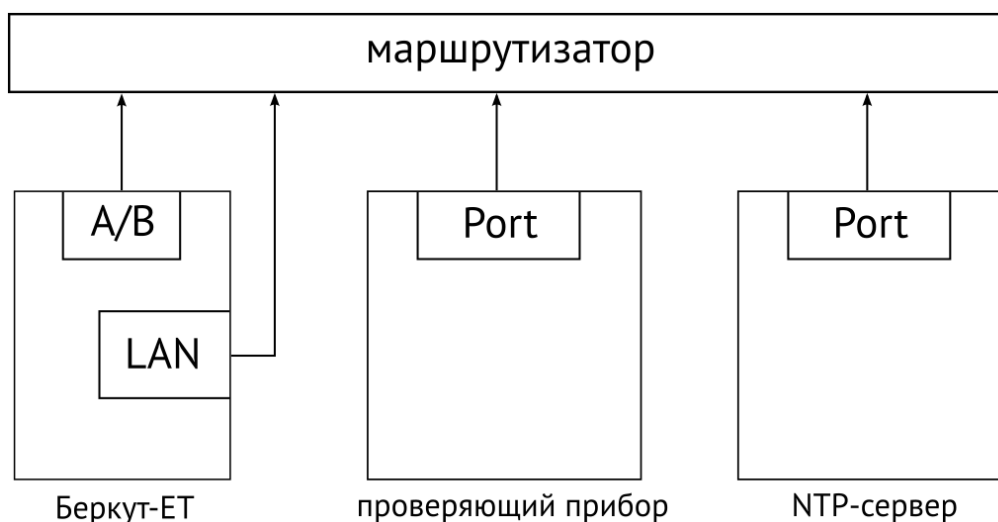 маршрутизатор
A/B
Port
Port
LAN
Беркут-ЕТ
проверяющий прибор
NTP-сервер